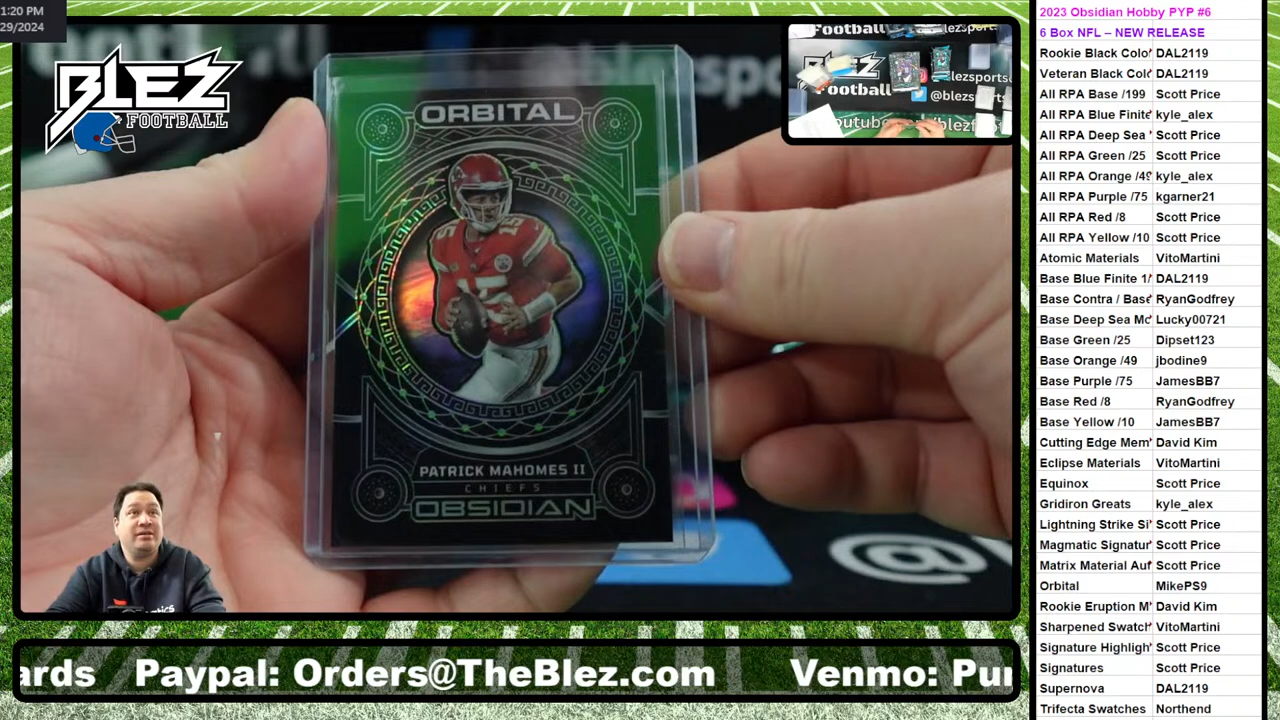 1:20 PM
29/2024
BLEZ
FOOTBALL
ORBITAL
15
PATRICK MAHOMES II
CHIEFS
OBSIDIAN
Football
@blezsports
youtube.com/blezfo
ards Paypal: Orders@TheBlez.com Venmo: Pur
2023 Obsidian Hobby PYP #6
6 Box NFL – NEW RELEASE
Rookie Black Colo DAL2119
Veteran Black Colo DAL2119
All RPA Base /199 Scott Price
All RPA Blue Finite kyle_alex
All RPA Deep Sea Scott Price
All RPA Green /25 Scott Price
All RPA Orange /49 kyle_alex
All RPA Purple /75 kgarner21
All RPA Red /8 Scott Price
All RPA Yellow /10 Scott Price
Atomic Materials VitoMartini
Base Blue Finite 1/ DAL2119
Base Contra / Base RyanGodfrey
Base Deep Sea Mo Lucky00721
Base Green /25 Dipset123
Base Orange /49 jbodine9
Base Purple /75 JamesBB7
Base Red /8 RyanGodfrey
Base Yellow /10 JamesBB7
Cutting Edge Mem David Kim
Eclipse Materials VitoMartini
Equinox Scott Price
Gridiron Greats kyle_alex
Lightning Strike Si Scott Price
Magmatic Signatur Scott Price
Matrix Material Aut Scott Price
Orbital MikePS9
Rookie Eruption M David Kim
Sharpened Swatch VitoMartini
Signature Highligh Scott Price
Signatures Scott Price
Supernova DAL2119
Trifecta Swatches Northend